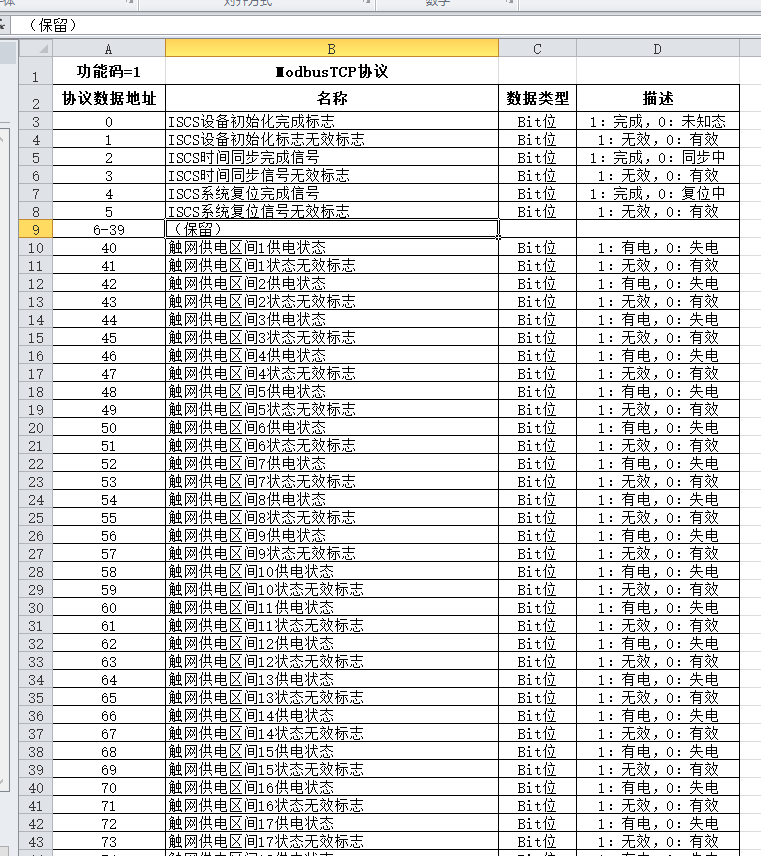 对齐方式 数字
（保留）
A B C D
1 功能码=1 ModbusTCP协议
2 协议数据地址 名称 数据类型 描述
3 0 ISCS设备初始化完成标志 Bit位 1：完成，0：未知态
4 1 ISCS设备初始化标志无效标志 Bit位 1：无效，0：有效
5 2 ISCS时间同步完成信号 Bit位 1：完成，0：同步中
6 3 ISCS时间同步信号无效标志 Bit位 1：无效，0：有效
7 4 ISCS系统复位完成信号 Bit位 1：完成，0：复位中
8 5 ISCS系统复位信号无效标志 Bit位 1：无效，0：有效
9 6-39 （保留）
10 40 触网供电区间1供电状态 Bit位 1：有电，0：失电
11 41 触网供电区间1状态无效标志 Bit位 1：无效，0：有效
12 42 触网供电区间2供电状态 Bit位 1：有电，0：失电
13 43 触网供电区间2状态无效标志 Bit位 1：无效，0：有效
14 44 触网供电区间3供电状态 Bit位 1：有电，0：失电
15 45 触网供电区间3状态无效标志 Bit位 1：无效，0：有效
16 46 触网供电区间4供电状态 Bit位 1：有电，0：失电
17 47 触网供电区间4状态无效标志 Bit位 1：无效，0：有效
18 48 触网供电区间5供电状态 Bit位 1：有电，0：失电
19 49 触网供电区间5状态无效标志 Bit位 1：无效，0：有效
20 50 触网供电区间6供电状态 Bit位 1：有电，0：失电
21 51 触网供电区间6状态无效标志 Bit位 1：无效，0：有效
22 52 触网供电区间7供电状态 Bit位 1：有电，0：失电
23 53 触网供电区间7状态无效标志 Bit位 1：无效，0：有效
24 54 触网供电区间8供电状态 Bit位 1：有电，0：失电
25 55 触网供电区间8状态无效标志 Bit位 1：无效，0：有效
26 56 触网供电区间9供电状态 Bit位 1：有电，0：失电
27 57 触网供电区间9状态无效标志 Bit位 1：无效，0：有效
28 58 触网供电区间10供电状态 Bit位 1：有电，0：失电
29 59 触网供电区间10状态无效标志 Bit位 1：无效，0：有效
30 60 触网供电区间11供电状态 Bit位 1：有电，0：失电
31 61 触网供电区间11状态无效标志 Bit位 1：无效，0：有效
32 62 触网供电区间12供电状态 Bit位 1：有电，0：失电
33 63 触网供电区间12状态无效标志 Bit位 1：无效，0：有效
34 64 触网供电区间13供电状态 Bit位 1：有电，0：失电
35 65 触网供电区间13状态无效标志 Bit位 1：无效，0：有效
36 66 触网供电区间14供电状态 Bit位 1：有电，0：失电
37 67 触网供电区间14状态无效标志 Bit位 1：无效，0：有效
38 68 触网供电区间15供电状态 Bit位 1：有电，0：失电
39 69 触网供电区间15状态无效标志 Bit位 1：无效，0：有效
40 70 触网供电区间16供电状态 Bit位 1：有电，0：失电
41 71 触网供电区间16状态无效标志 Bit位 1：无效，0：有效
42 72 触网供电区间17供电状态 Bit位 1：有电，0：失电
43 73 触网供电区间17状态无效标志 Bit位 1：无效，0：有效